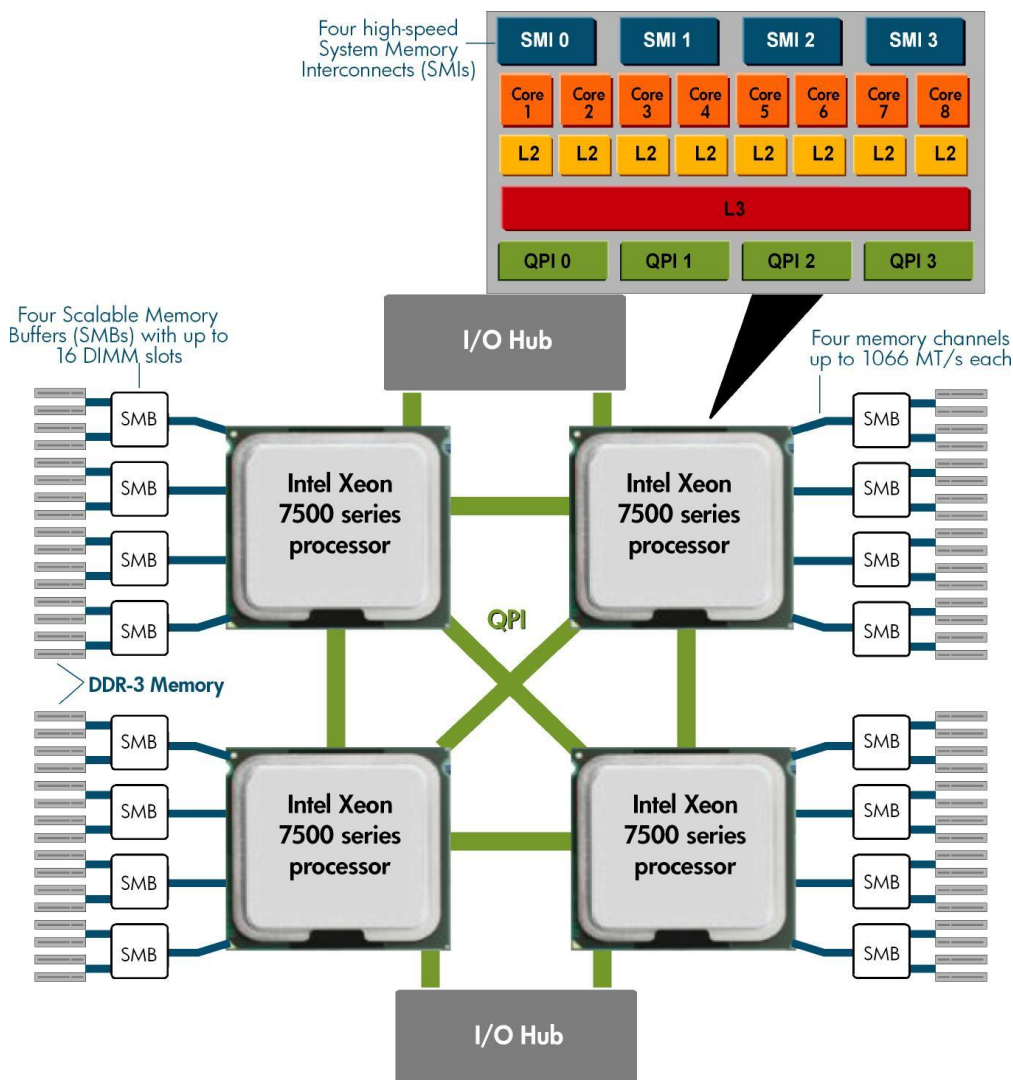 Four high-speed
System Memory
Interconnects (SMIs)
SMI 0
SMI 1
SMI 2
SMI 3
Core
1
Core
2
Core
3
Core
4
Core
5
Core
6
Core
7
Core
8
L2
L2
L2
L2
L2
L2
L2
L2
L3
QPI 0
QPI 1
QPI 2
QPI 3
Four Scalable Memory
Buffers (SMBs) with up to
16 DIMM slots
I/O Hub
Four memory channels
up to 1066 MT/s each
SMB
SMB
SMB
SMB
Intel Xeon
7500 series
processor
Intel Xeon
7500 series
processor
SMB
SMB
SMB
SMB
QPI
DDR-3 Memory
SMB
SMB
SMB
SMB
Intel Xeon
7500 series
processor
Intel Xeon
7500 series
processor
SMB
SMB
SMB
SMB
I/O Hub